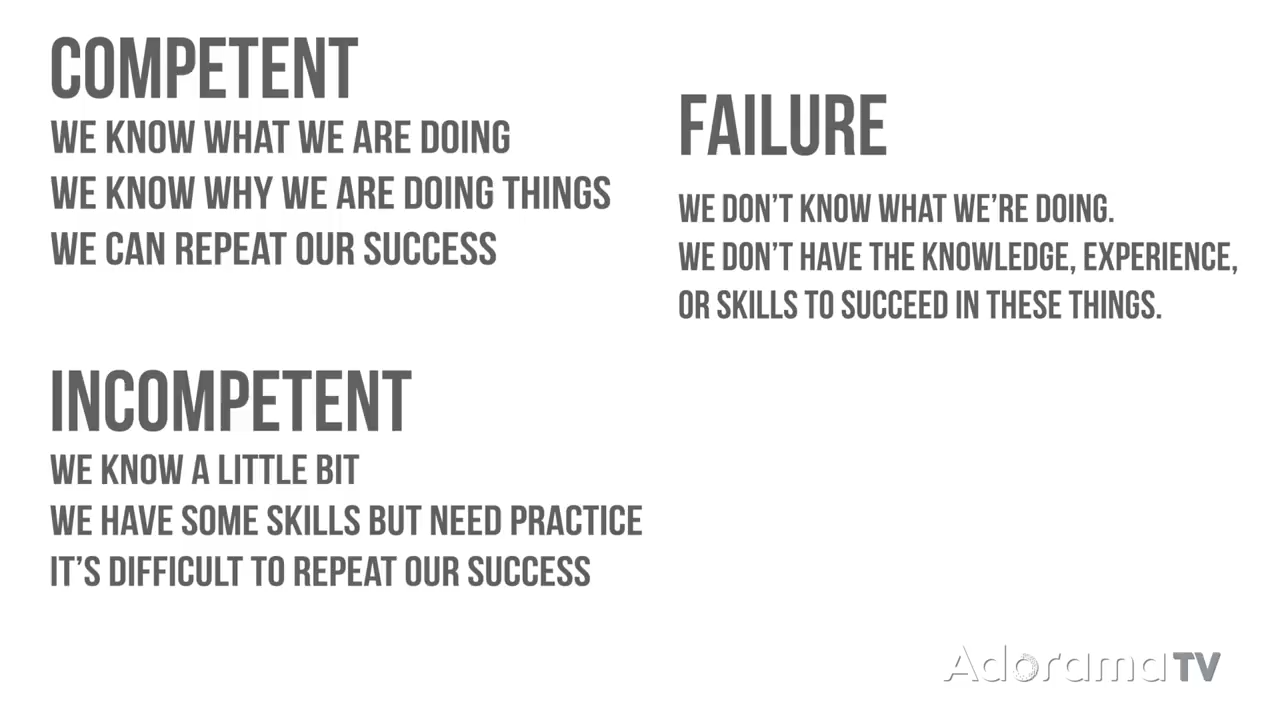 COMPETENT
WE KNOW WHAT WE ARE DOING
WE KNOW WHY WE ARE DOING THINGS
WE CAN REPEAT OUR SUCCESS
INCOMPETENT
WE KNOW A LITTLE BIT
WE HAVE SOME SKILLS BUT NEED PRACTICE
IT'S DIFFICULT TO REPEAT OUR SUCCESS
FAILURE
WE DON'T KNOW WHAT WE'RE DOING.
WE DON'T HAVE THE KNOWLEDGE, EXPERIENCE,
OR SKILLS TO SUCCEED IN THESE THINGS.
Adorama TV